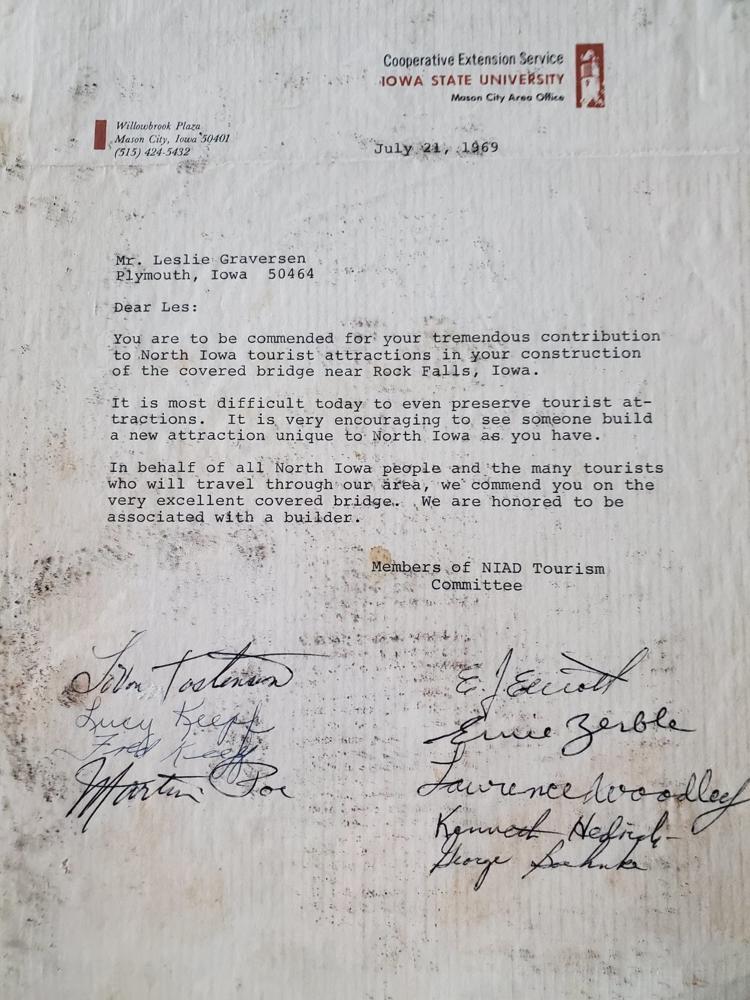 Cooperative Extension Service
IOWA STATE UNIVERSITY
Mason City Area Office
Willowbrook Plaza
Mason City, Iowa 50401
(515) 424-5432
July 21, 1969
Mr. Leslie Graversen
Plymouth, Iowa 50464
Dear Les:
You are to be commended for your tremendous contribution
to North Iowa tourist attractions in your construction
of the covered bridge near Rock Falls, Iowa.
It is most difficult today to even preserve tourist at-
tractions. It is very encouraging to see someone build
a new attraction unique to North Iowa as you have.
In behalf of all North Iowa people and the many tourists
who will travel through our area, we commend you on the
very excellent covered bridge. We are honored to be
associated with a builder.
Members of NIAD Tourism
Committee
Tostenson
Lucy
Fred
Martin Poe
E J Elliott
Ernie Zerble
Lawrence Woodley
Kenneth Hedrick
George